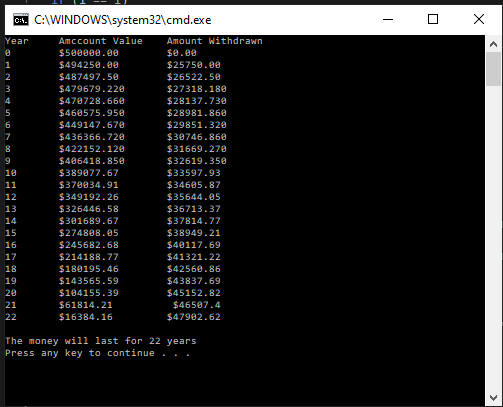 if (i == 1)
C:\WINDOWS\system32\cmd.exe
Year Amccount Value Amount Withdrawn
0 $500000.00 $0.00
1 $494250.00 $25750.00
2 $487497.50 $26522.50
3 $479679.220 $27318.180
4 $470728.660 $28137.730
5 $460575.950 $28981.860
6 $449147.670 $29851.320
7 $436366.720 $30746.860
8 $422152.120 $31669.270
9 $406418.850 $32619.350
10 $389077.67 $33597.93
11 $370034.91 $34605.87
12 $349192.26 $35644.05
13 $326446.58 $36713.37
14 $301689.67 $37814.77
15 $274808.05 $38949.21
16 $245682.68 $40117.69
17 $214188.77 $41321.22
18 $180195.46 $42560.86
19 $143565.59 $43837.69
20 $104155.39 $45152.82
21 $61814.21 $46507.4
22 $16384.16 $47902.62
The money will last for 22 years
Press any key to continue . . .